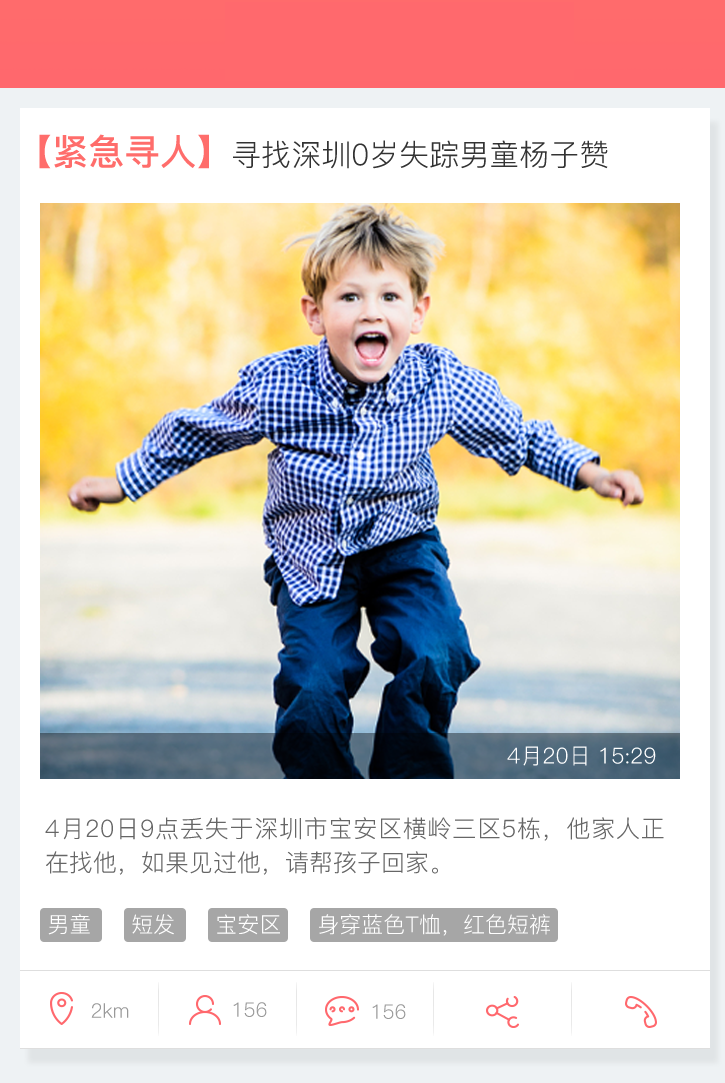 【紧急寻人】寻找深圳0岁失踪男童杨子赞
4月20日 15:29
4月20日9点丢失于深圳市宝安区横岭三区5栋，他家人正
在找他，如果见过他，请帮孩子回家。
男童 短发 宝安区 身穿蓝色T恤，红色短裤
2km 156 156